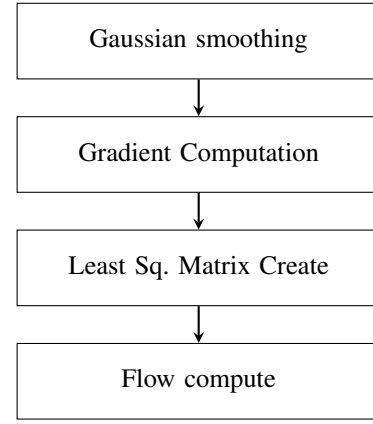 Gaussian smoothing
Gradient Computation
Least Sq. Matrix Create
Flow compute